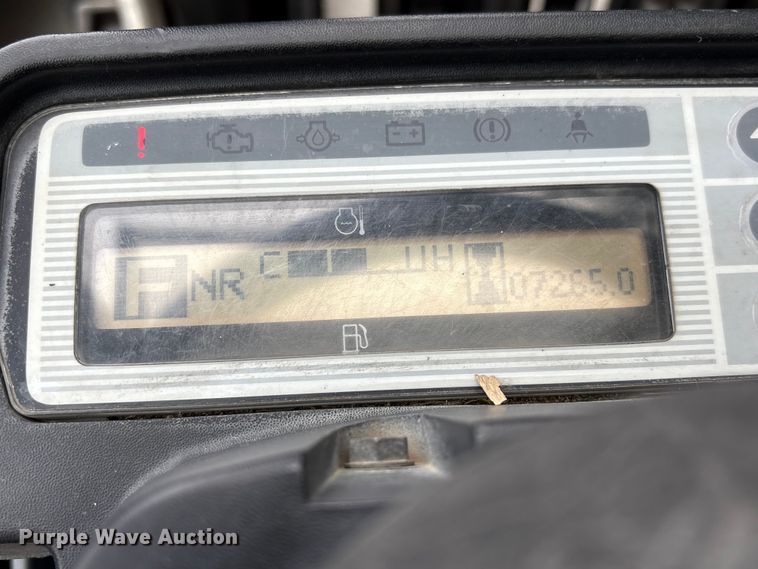 F NR C H 07265.0
Purple Wave Auction